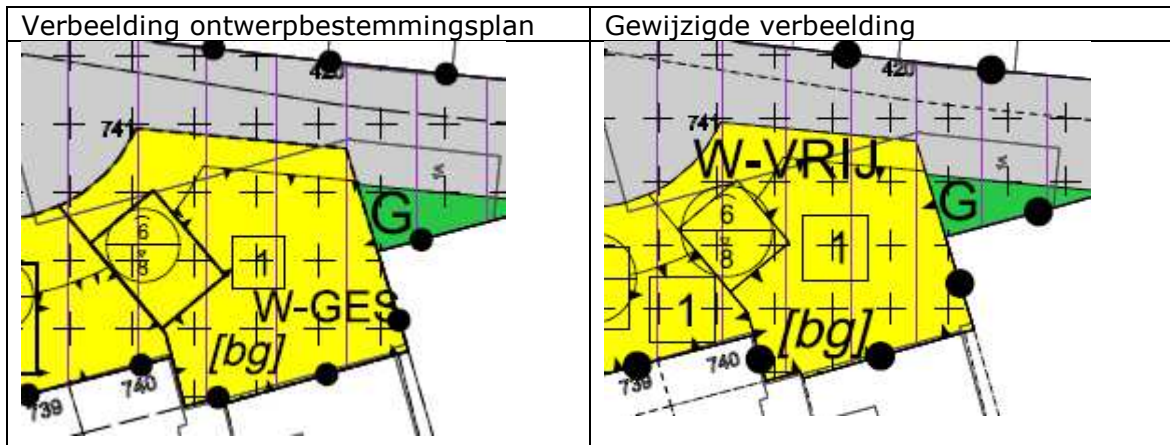 Verbeelding ontwerpbestemmingsplan
420
741
G
6
8
1
W-GES
[bg]
740
739
Gewijzigde verbeelding
420
741
W-VRIJ
G
6
8
1
1
[bg]
740
739